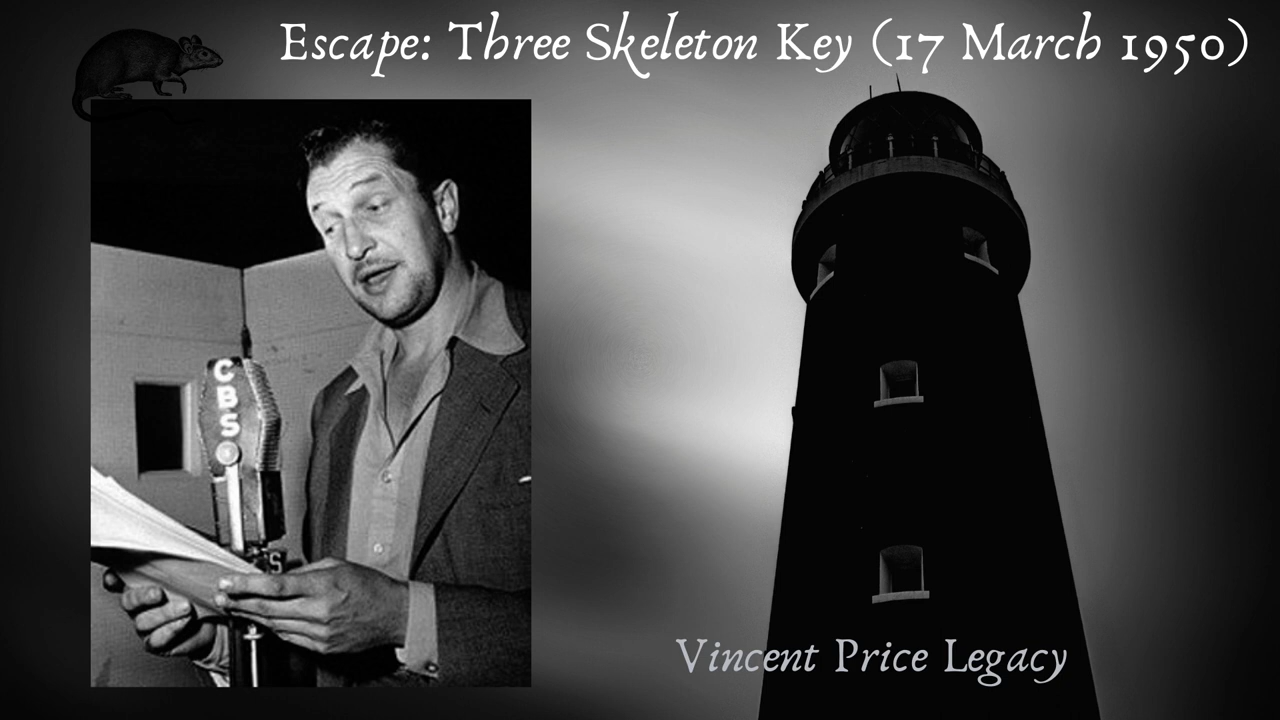 Escape: Three Skeleton Key (17 March 1950)
CBS
S
Vincent Price Legacy